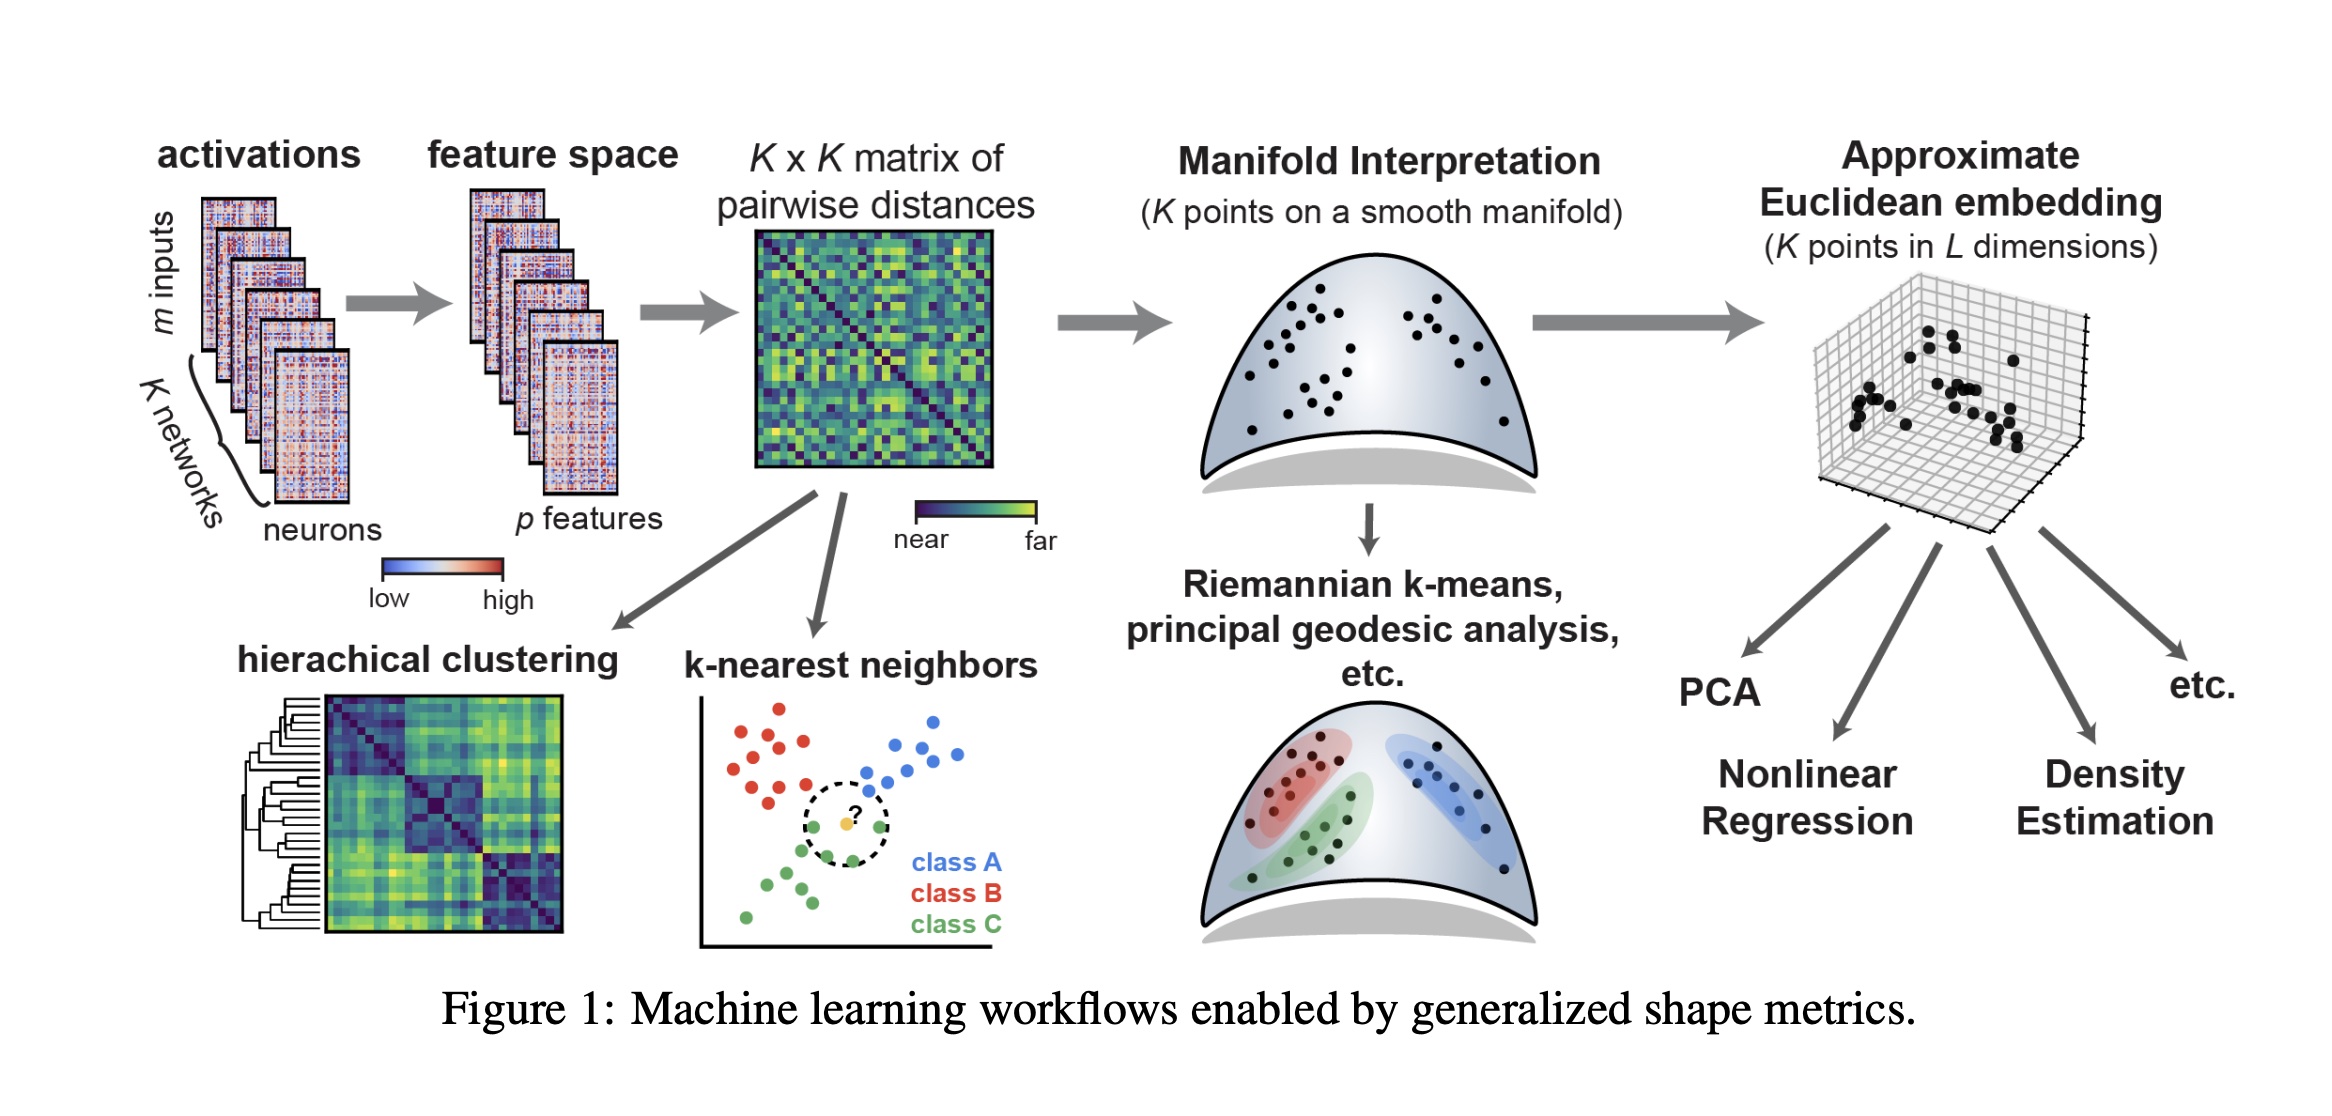 activations
m inputs
K networks
neurons
low high
feature space
p features
K x K matrix of
pairwise distances
near far
Manifold Interpretation
(K points on a smooth manifold)
Approximate
Euclidean embedding
(K points in L dimensions)
hierachical clustering
k-nearest neighbors
?
class A
class B
class C
Riemannian k-means,
principal geodesic analysis,
etc.
PCA
Nonlinear
Regression
Density
Estimation
etc.
Figure 1: Machine learning workflows enabled by generalized shape metrics.